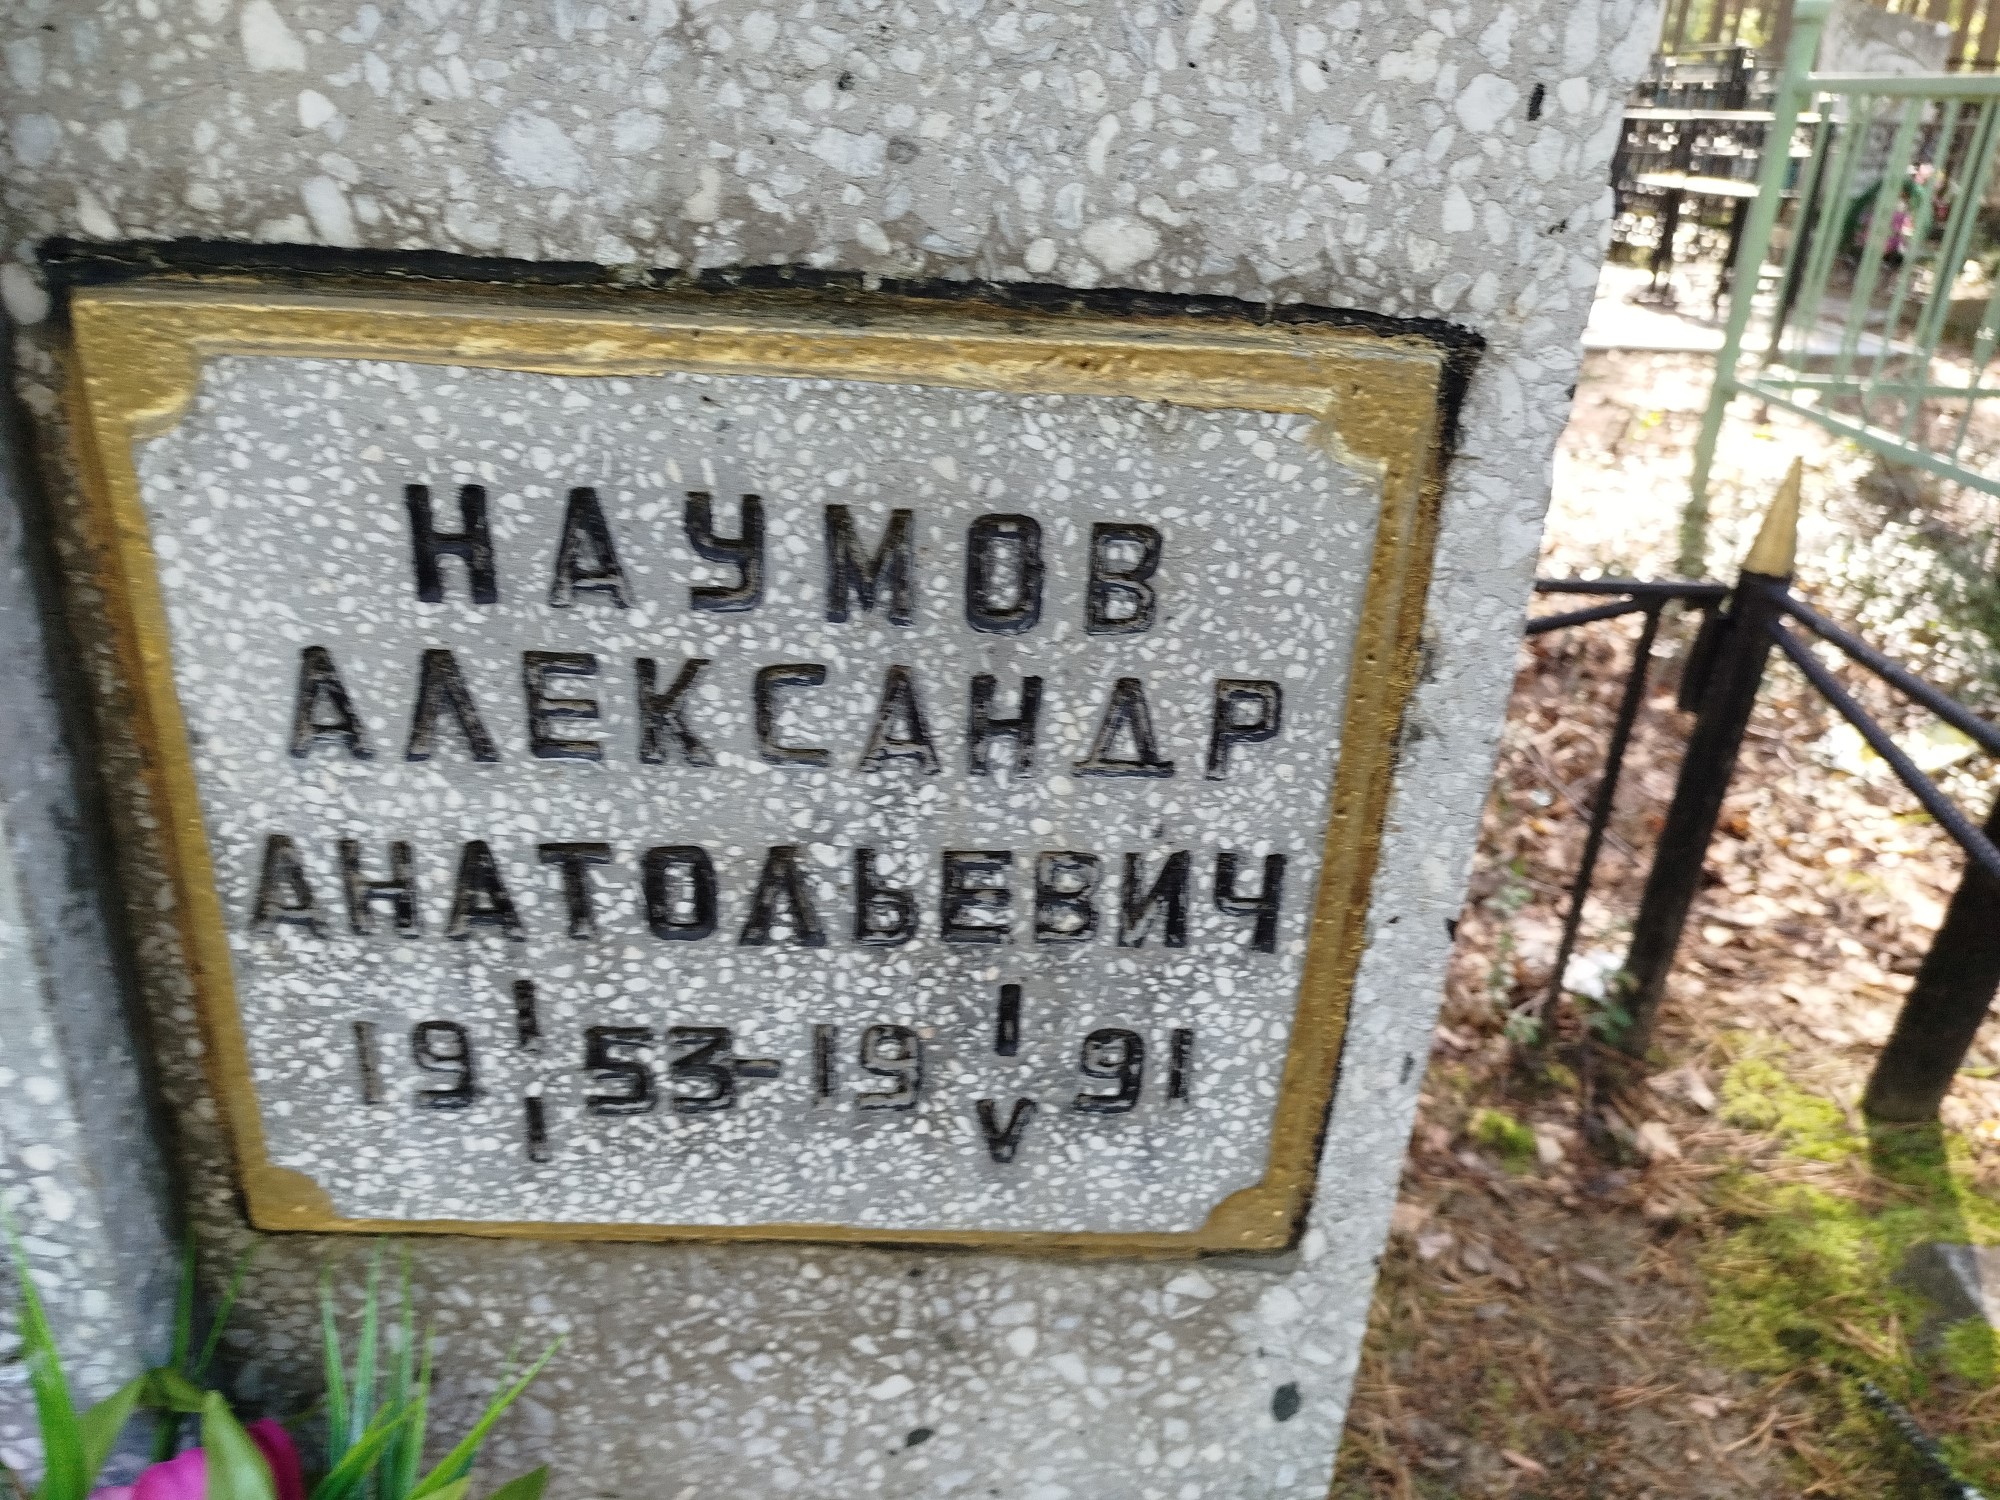 НАУМОВ
АЛЕКСАНДР
АНАТОЛЬЕВИЧ
19 I/I 53-19 I/V 91